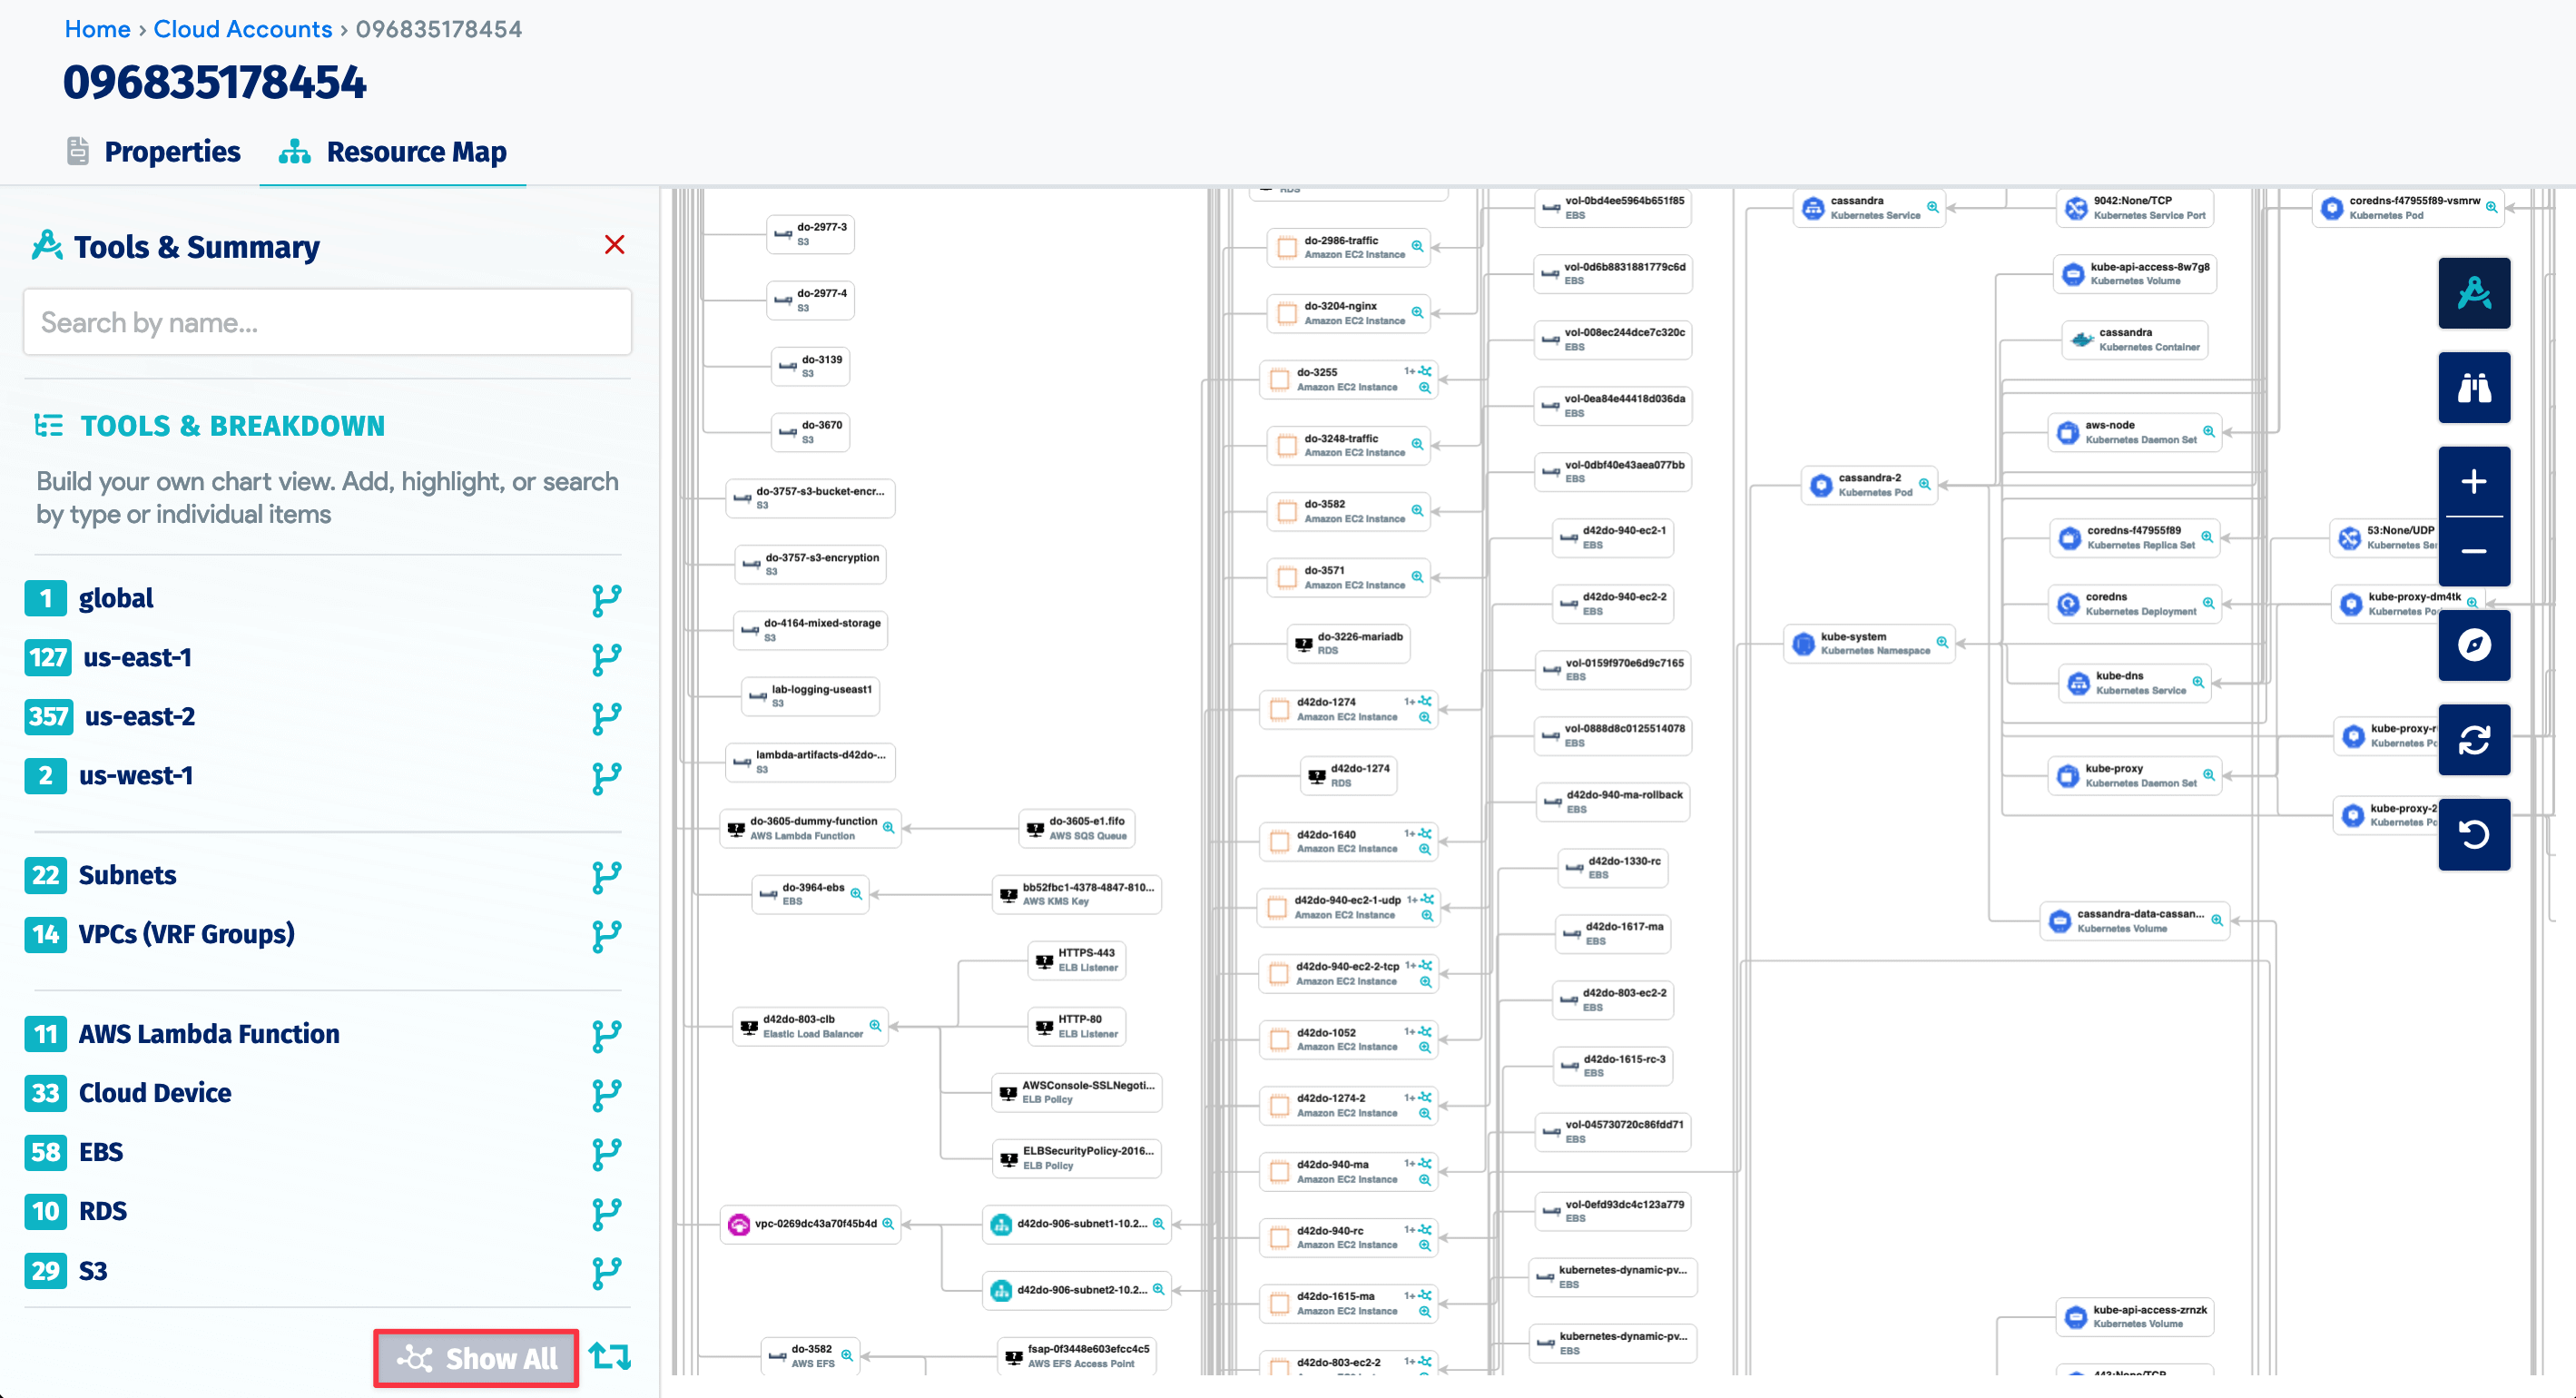 Home › Cloud Accounts › 096835178454
096835178454
Properties
Resource Map
Tools & Summary
Search by name...
TOOLS & BREAKDOWN
Build your own chart view. Add, highlight, or search
by type or individual items
1 global
127 us-east-1
357 us-east-2
2 us-west-1
22 Subnets
14 VPCs (VRF Groups)
11 AWS Lambda Function
33 Cloud Device
58 EBS
10 RDS
29 S3
Show All
do-2977-3
S3
do-2977-4
S3
do-3139
S3
do-3670
S3
do-3757-s3-bucket-encr...
S3
do-3757-s3-encryption
S3
do-4164-mixed-storage
S3
lab-logging-useast1
S3
lambda-artifacts-d42do-...
S3
do-3605-dummy-function
AWS Lambda Function
do-3964-ebs
EBS
d42do-803-clb
Elastic Load Balancer
vpc-0269dc43a70f45b4d
do-3582
AWS EFS
do-3605-e1.fifo
AWS SQS Queue
bb52fbc1-4378-4847-810...
AWS KMS Key
HTTPS-443
ELB Listener
HTTP-80
ELB Listener
AWSConsole-SSLNegoti...
ELB Policy
ELBSecurityPolicy-2016...
ELB Policy
d42do-906-subnet1-10.2...
d42do-906-subnet2-10.2...
fsap-0f3448e603efcc4c5
AWS EFS Access Point
RDS
do-2986-traffic
Amazon EC2 Instance
do-3204-nginx
Amazon EC2 Instance
do-3255 1+
Amazon EC2 Instance
do-3248-traffic
Amazon EC2 Instance
do-3582
Amazon EC2 Instance
do-3571
Amazon EC2 Instance
do-3226-mariadb
RDS
d42do-1274 1+
Amazon EC2 Instance
d42do-1274
RDS
d42do-1640 1+
Amazon EC2 Instance
d42do-940-ec2-1-udp 1+
Amazon EC2 Instance
d42do-940-ec2-2-tcp 1+
Amazon EC2 Instance
d42do-1052 1+
Amazon EC2 Instance
d42do-1274-2 1+
Amazon EC2 Instance
d42do-940-ma 1+
Amazon EC2 Instance
d42do-940-rc 1+
Amazon EC2 Instance
d42do-1615-ma 1+
Amazon EC2 Instance
d42do-803-ec2-2 1+
vol-0bd4ee5964b651f85
EBS
vol-0d6b8831881779c6d
EBS
vol-008ec244dce7c320c
EBS
vol-0ea84e44418d036da
EBS
vol-0dbf40e43aea077bb
EBS
d42do-940-ec2-1
EBS
d42do-940-ec2-2
EBS
vol-0159f970e6d9c7165
EBS
vol-0888d8c0125514078
EBS
d42do-940-ma-rollback
EBS
d42do-1330-rc
EBS
d42do-1617-ma
EBS
d42do-803-ec2-2
EBS
d42do-1615-rc-3
EBS
vol-045730720c86fdd71
EBS
vol-0efd93dc4c123a779
EBS
kubernetes-dynamic-pv...
EBS
kubernetes-dynamic-pv...
EBS
cassandra
Kubernetes Service
cassandra-2
Kubernetes Pod
kube-system
Kubernetes Namespace
9042:None/TCP
Kubernetes Service Port
kube-api-access-8w7g8
Kubernetes Volume
cassandra
Kubernetes Container
aws-node
Kubernetes Daemon Set
coredns-f47955f89
Kubernetes Replica Set
coredns
Kubernetes Deployment
kube-dns
Kubernetes Service
kube-proxy
Kubernetes Daemon Set
cassandra-data-cassan...
Kubernetes Volume
kube-api-access-zrnzk
Kubernetes Volume
443:None/TCP
coredns-f47955f89-vsmrw
Kubernetes Pod
53:None/UDP
Kubernetes Se
kube-proxy-dm4tk
Kubernetes Po
kube-proxy-r
Kubernetes Po
kube-proxy-2
Kubernetes Po